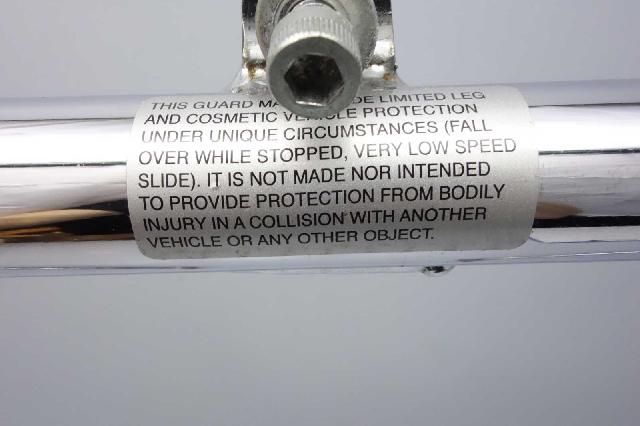 THIS GUARD MA DE LIMITED LEG
AND COSMETIC VEHICLE PROTECTION
UNDER UNIQUE CIRCUMSTANCES (FALL
OVER WHILE STOPPED, VERY LOW SPEED
SLIDE). IT IS NOT MADE NOR INTENDED
TO PROVIDE PROTECTION FROM BODILY
INJURY IN A COLLISION WITH ANOTHER
VEHICLE OR ANY OTHER OBJECT.